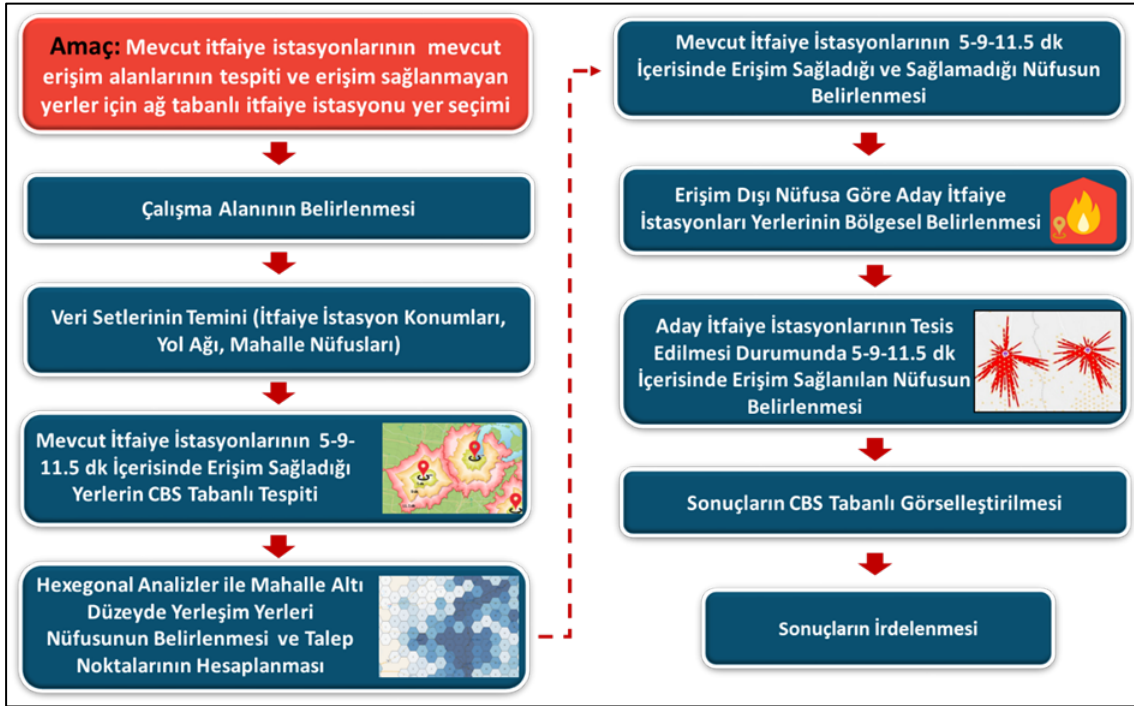 Amaç: Mevcut itfaiye istasyonlarının mevcut
erişim alanlarının tespiti ve erişim sağlanmayan
yerler için ağ tabanlı itfaiye istasyonu yer seçimi
Çalışma Alanının Belirlenmesi
Veri Setlerinin Temini (İtfaiye İstasyon Konumları,
Yol Ağı, Mahalle Nüfusları)
Mevcut İtfaiye İstasyonlarının 5-9-
11.5 dk İçerisinde Erişim Sağladığı
Yerlerin CBS Tabanlı Tespiti
Hexegonal Analizler ile Mahalle Altı
Düzeyde Yerleşim Yerleri
Nüfusunun Belirlenmesi ve Talep
Noktalarının Hesaplanması
Mevcut İtfaiye İstasyonlarının 5-9-11.5 dk
İçerisinde Erişim Sağladığı ve Sağlamadığı Nüfusun
Belirlenmesi
Erişim Dışı Nüfusa Göre Aday İtfaiye
İstasyonları Yerlerinin Bölgesel Belirlenmesi
Aday İtfaiye İstasyonlarının Tesis
Edilmesi Durumunda 5-9-11.5 dk
İçerisinde Erişim Sağlanılan Nüfusun
Belirlenmesi
Sonuçların CBS Tabanlı Görselleştirilmesi
Sonuçların İrdelenmesi